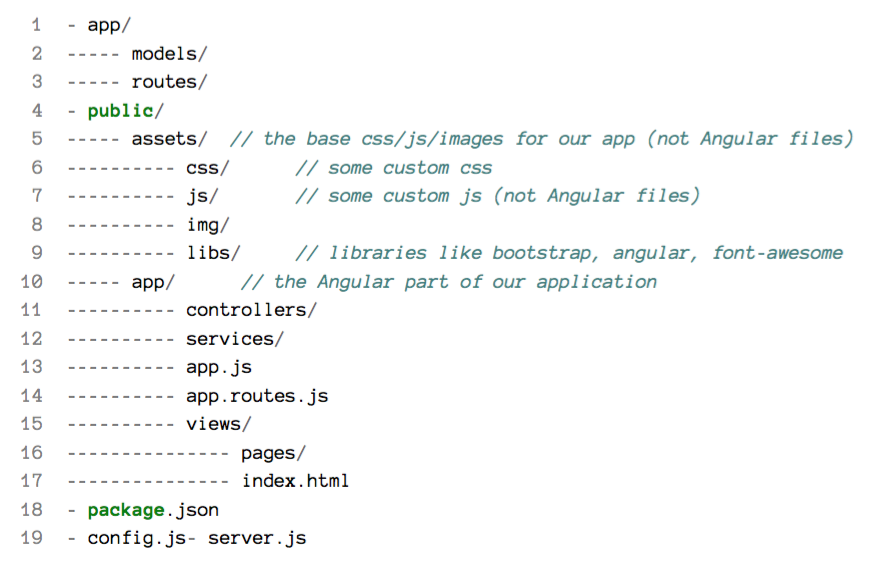 1 - app/
2 ----- models/
3 ----- routes/
4 - public/
5 ----- assets/ // the base css/js/images for our app (not Angular files)
6 ---------- css/ // some custom css
7 ---------- js/ // some custom js (not Angular files)
8 ---------- img/
9 ---------- libs/ // libraries like bootstrap, angular, font-awesome
10 ----- app/ // the Angular part of our application
11 ---------- controllers/
12 ---------- services/
13 ---------- app.js
14 ---------- app.routes.js
15 ---------- views/
16 --------------- pages/
17 --------------- index.html
18 - package.json
19 - config.js- server.js